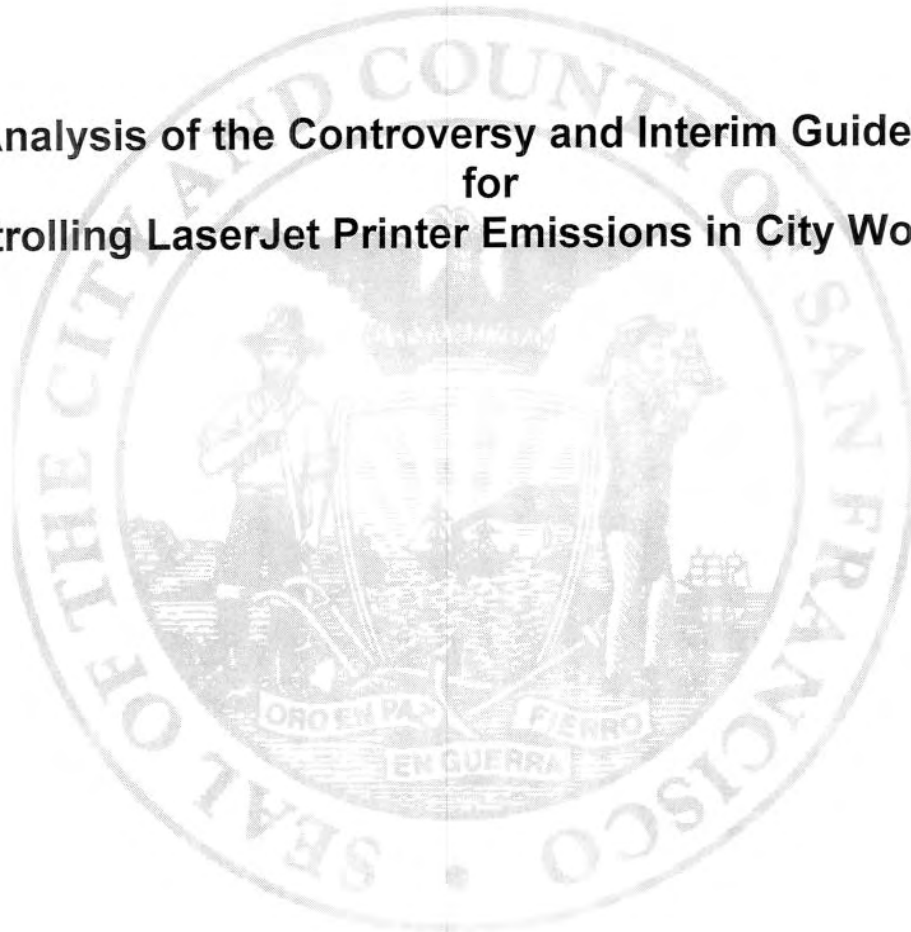 nalysis of the Controversy and Interim Guide
for
trolling LaserJet Printer Emissions in City Wo
SEAL OF THE CITY AND COUNTY OF SAN FRANCISCO
ORO EN PAZ
FIERRO
EN GUERRA